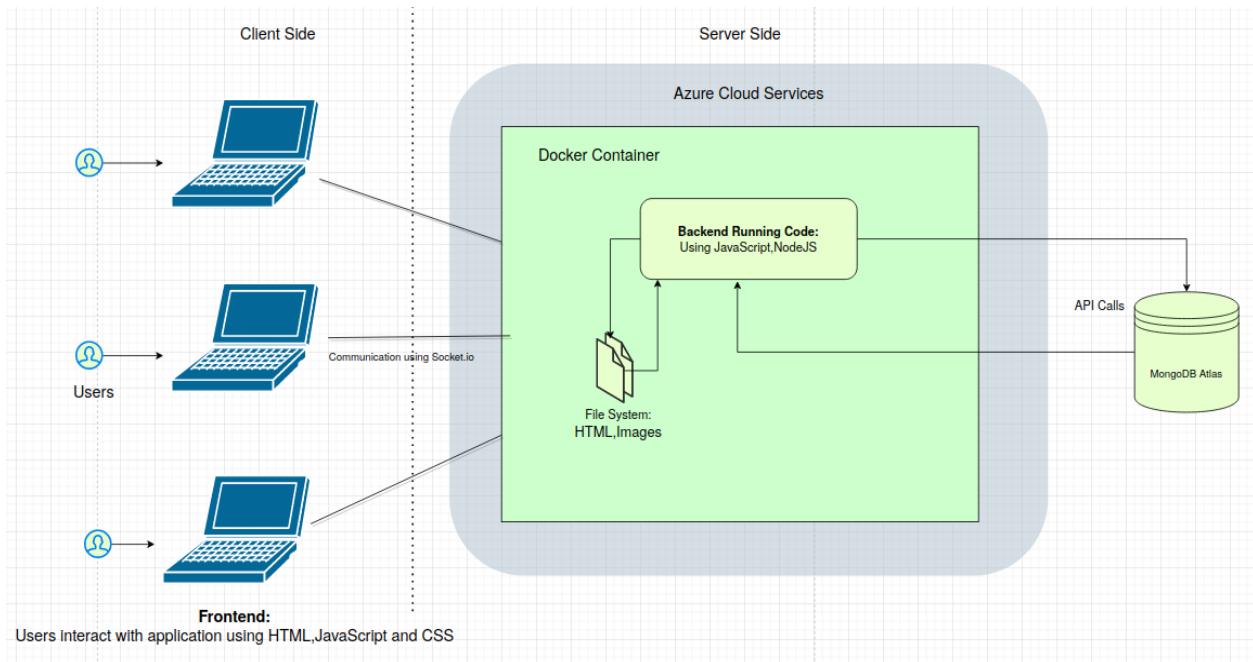 Client Side
Server Side
Azure Cloud Services
Docker Container
Backend Running Code:
Using JavaScript,NodeJS
API Calls
Communication using Socket.io
MongoDB Atlas
Users
File System:
HTML,Images
Frontend:
Users interact with application using HTML,JavaScript and CSS